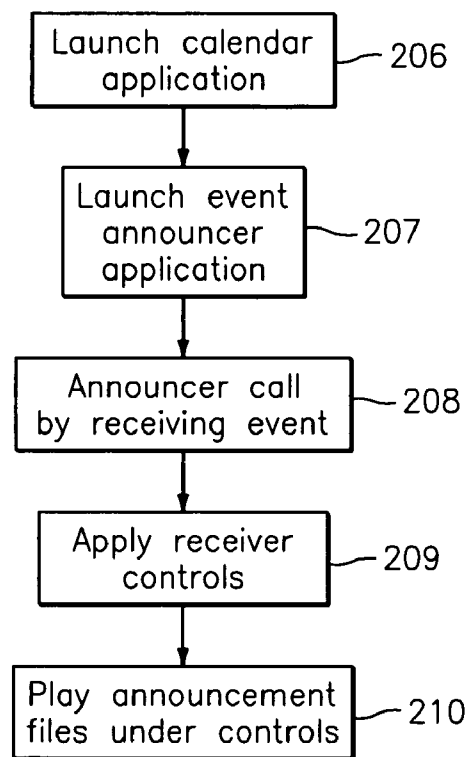 Launch calendar
application
206
Launch event
announcer
application
207
Announcer call
by receiving event
208
Apply receiver
controls
209
Play announcement
files under controls
210